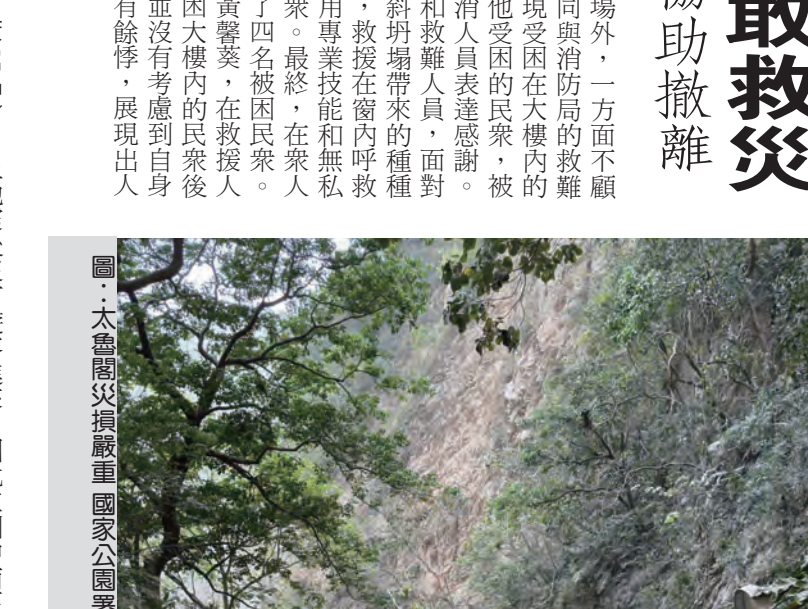 敢救災
協助撤離
場外，一方面不顧
同與消防局的救難
現受困在大樓內的
他受困的民衆，被
消人員表達感謝。
和救難人員，面對
斜坍塌帶來的種種
，救援在窗內呼救
用專業技能和無私
衆。最終，在衆人
了四名被困民衆。
黃馨葵，在救援人
困大樓內的民衆後
並沒有考慮到自身
有餘悸，展現出人
圖：太魯閣災損嚴重 國家公園署